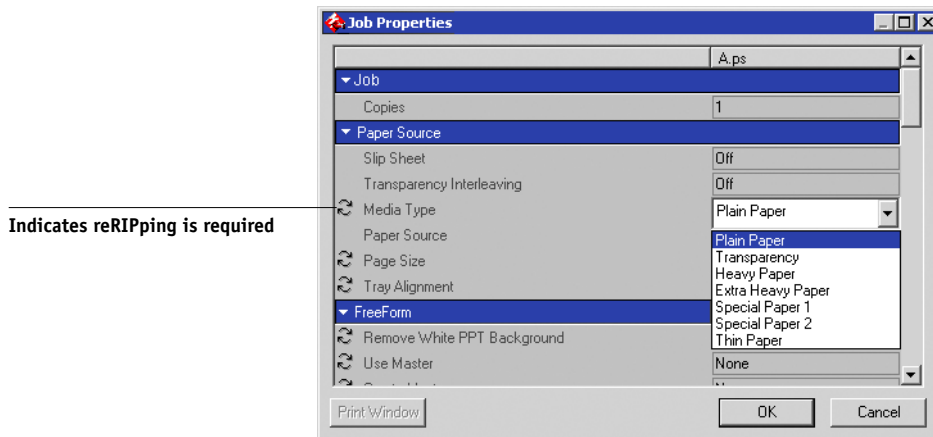 Job Properties
A.ps
Job
Copies 1
Paper Source
Slip Sheet Off
Transparency Interleaving Off
Indicates reRIPping is required
Media Type Plain Paper
Paper Source
Page Size
Tray Alignment
Plain Paper
Transparency
Heavy Paper
Extra Heavy Paper
Special Paper 1
Special Paper 2
Thin Paper
FreeForm
Remove White PPT Background
Use Master None
Print Window OK Cancel